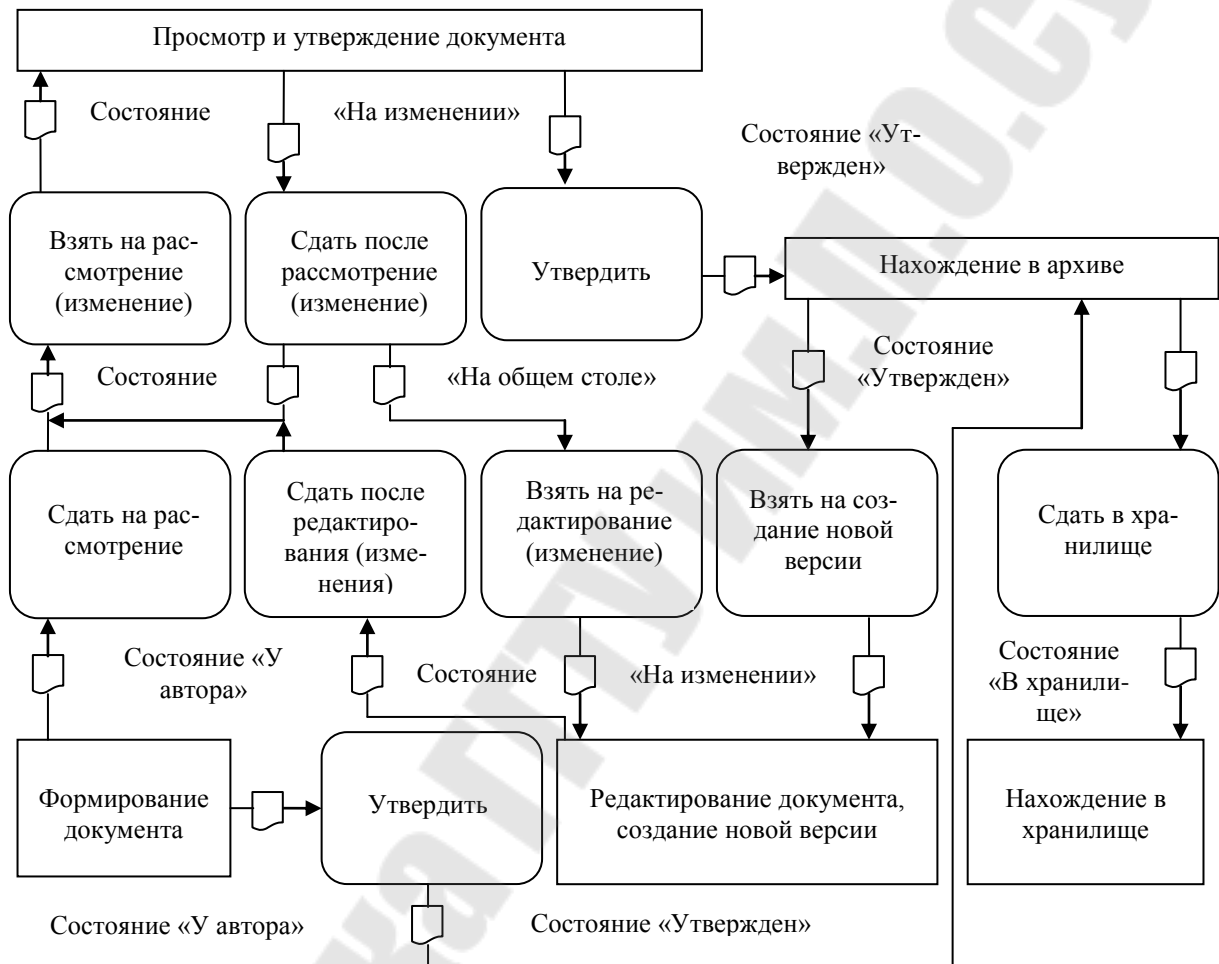 Просмотр и утверждение документа
Состояние
«На изменении»
Состояние «Ут-
вержден»
Взять на рас-
смотрение
(изменение)
Сдать после
рассмотрение
(изменение)
Утвердить
Нахождение в архиве
Состояние
«На общем столе»
Состояние
«Утвержден»
Сдать на рас-
смотрение
Сдать после
редактиро-
вания (изме-
нения)
Взять на ре-
дактирование
(изменение)
Взять на соз-
дание новой
версии
Сдать в хра-
нилище
Состояние «У
автора»
Состояние
«На изменении»
Состояние
«В хранили-
ще»
Формирование
документа
Утвердить
Редактирование документа,
создание новой версии
Нахождение в
хранилище
Состояние «У автора»
Состояние «Утвержден»